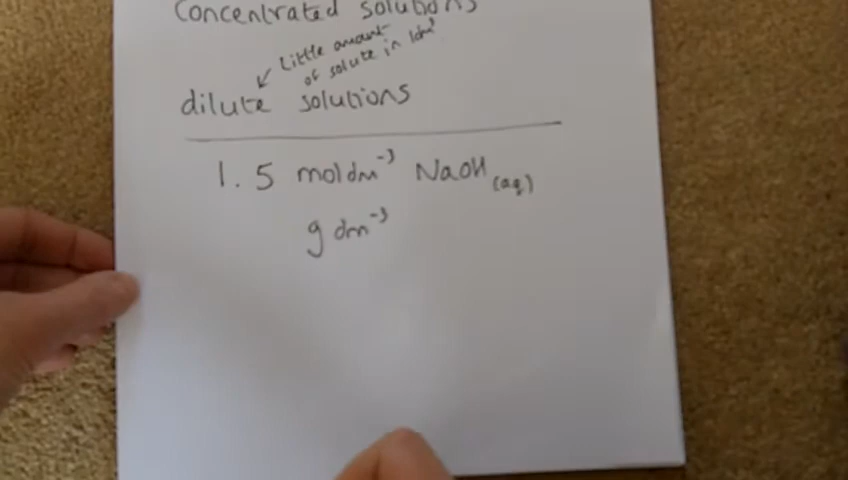 Concentrated solutions
Little amount
of solute in 1dm³
dilute solutions
1.5 moldm⁻³ NaOH (aq)
g dm⁻³